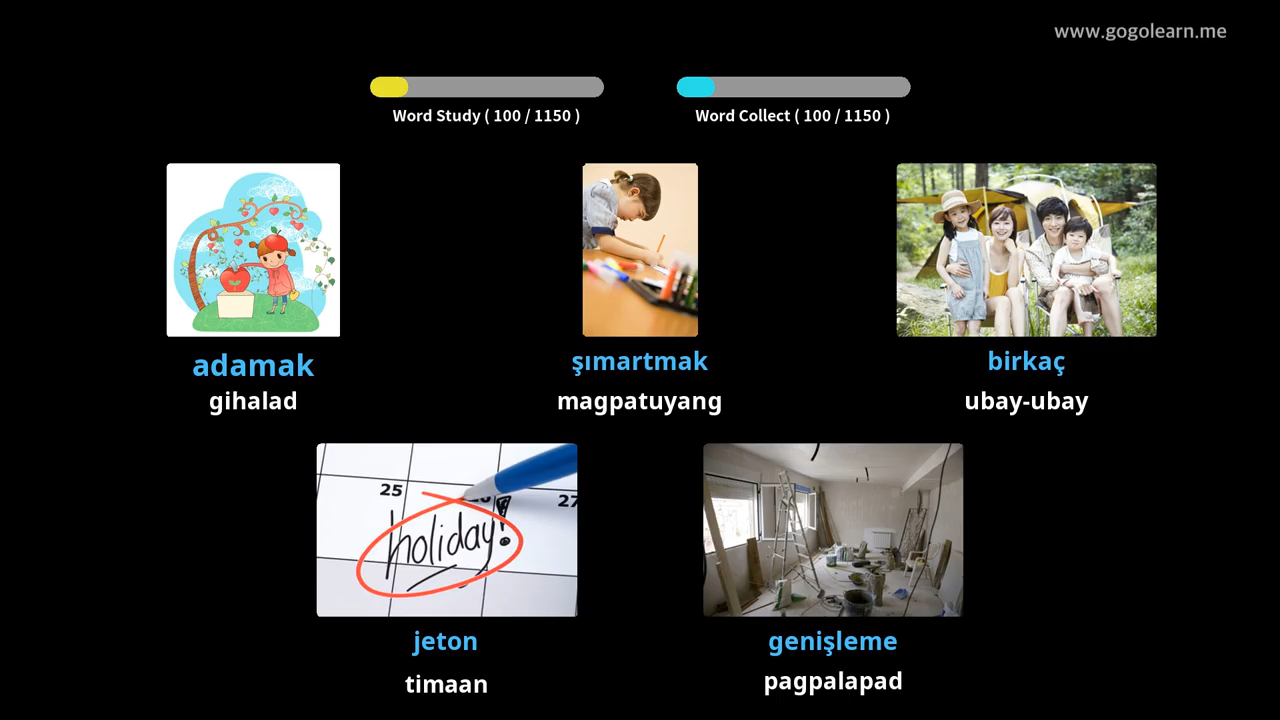 www.gogolearn.me
Word Study ( 100 / 1150 )
Word Collect ( 100 / 1150 )
adamak
gihalad
şımartmak
magpatuyang
birkaç
ubay-ubay
25
27
holiday!
jeton
timaan
genişleme
pagpalapad